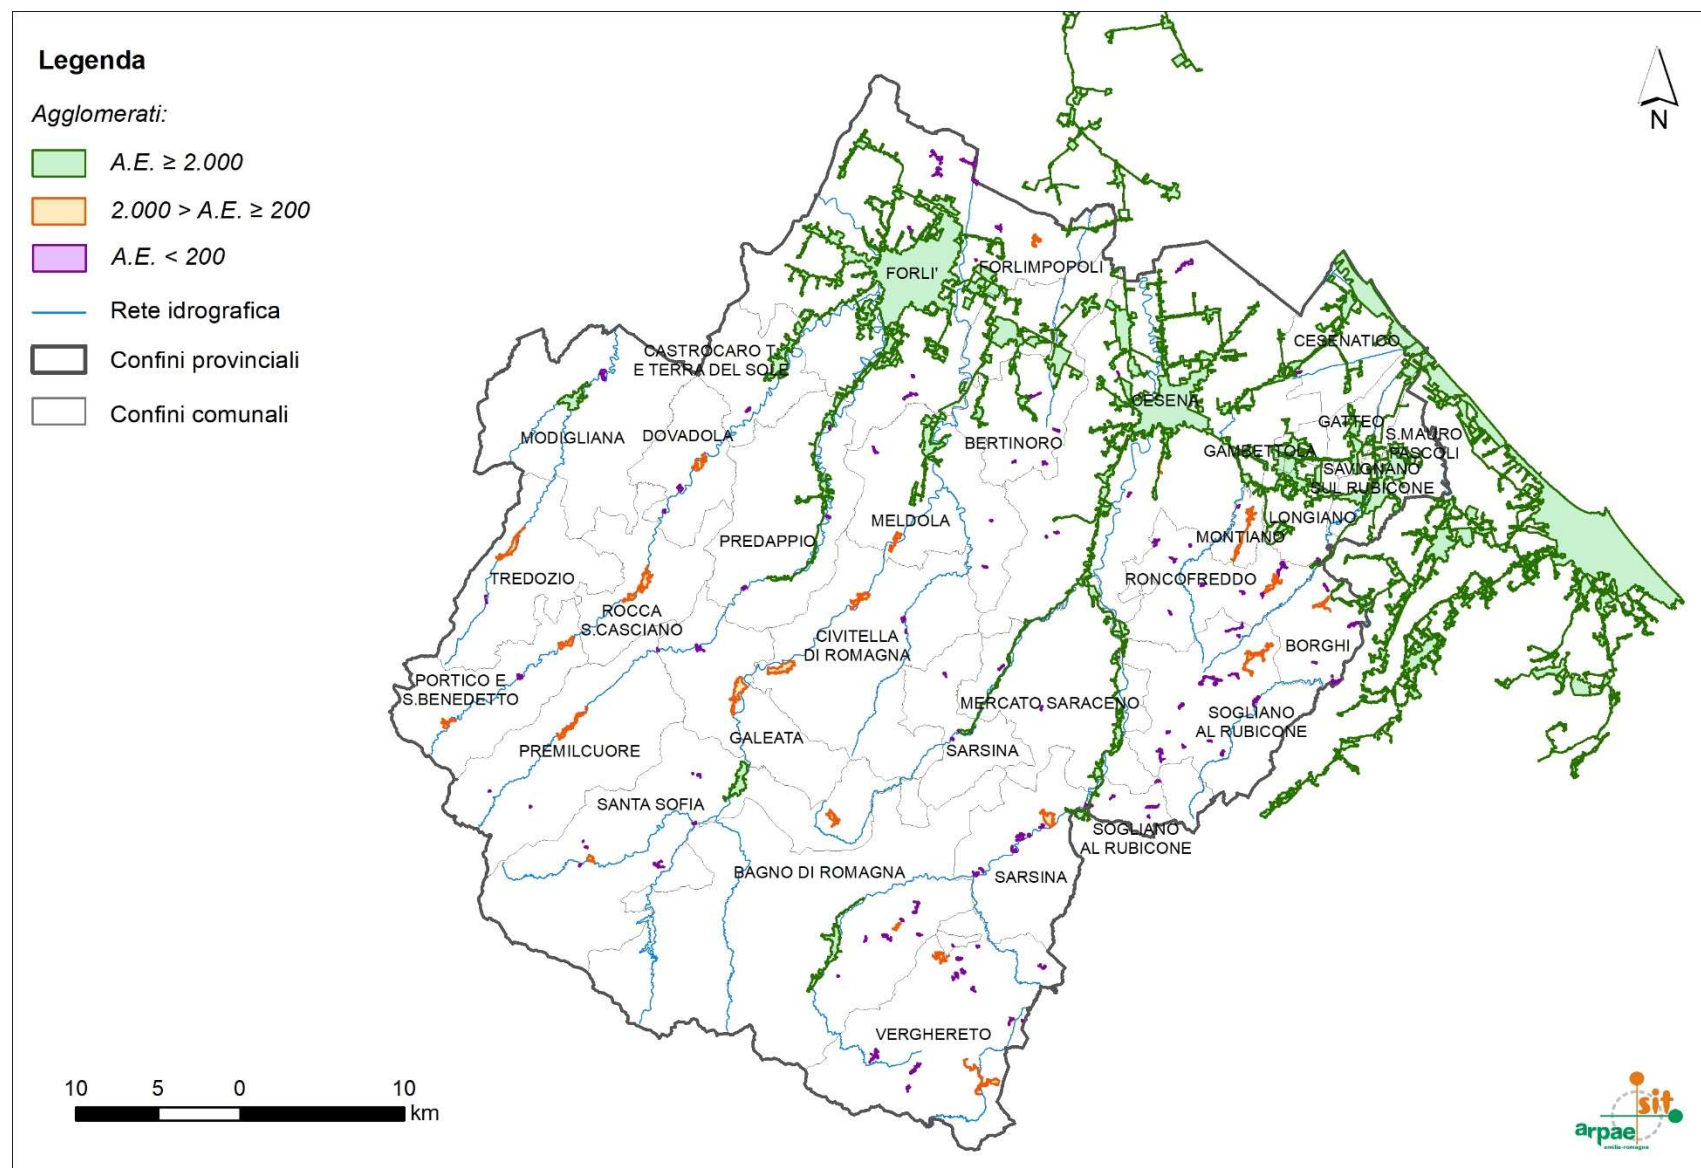 Legenda
Agglomerati:
A.E. ≥ 2.000
2.000 > A.E. ≥ 200
A.E. < 200
Rete idrografica
Confini provinciali
Confini comunali
N
FORLI'
FORLIMPOPOLI
CESENATICO
CASTROCARO T.
E TERRA DEL SOLE
CESENA
GATTEO
MODIGLIANA
DOVADOLA
BERTINORO
GAMBETTOLA
S.MAURO
PASCOLI
SAVIGNANO
SUL RUBICONE
MELDOLA
LONGIANO
PREDAPPIO
MONTIANO
TREDOZIO
RONCOFREDDO
ROCCA
S.CASCIANO
CIVITELLA
DI ROMAGNA
BORGHI
PORTICO E
S.BENEDETTO
MERCATO SARACENO
SOGLIANO
AL RUBICONE
PREMILCUORE
GALEATA
SARSINA
SANTA SOFIA
SOGLIANO
AL RUBICONE
BAGNO DI ROMAGNA
SARSINA
VERGHERETO
10 5 0 10
km
sit
arpae
emilia-romagna